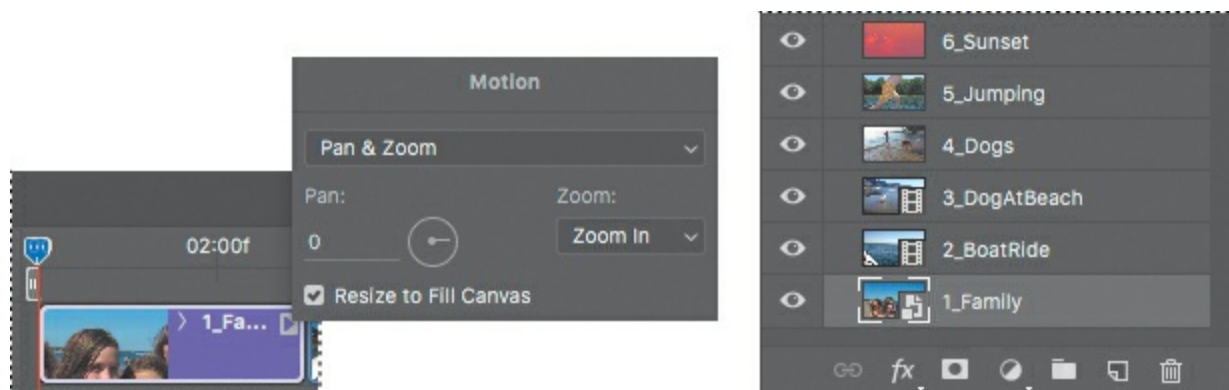 Motion
Pan & Zoom
Pan:
Zoom:
0
Zoom In
Resize to Fill Canvas
02:00f
1_Fa...
6_Sunset
5_Jumping
4_Dogs
3_DogAtBeach
2_BoatRide
1_Family
fx